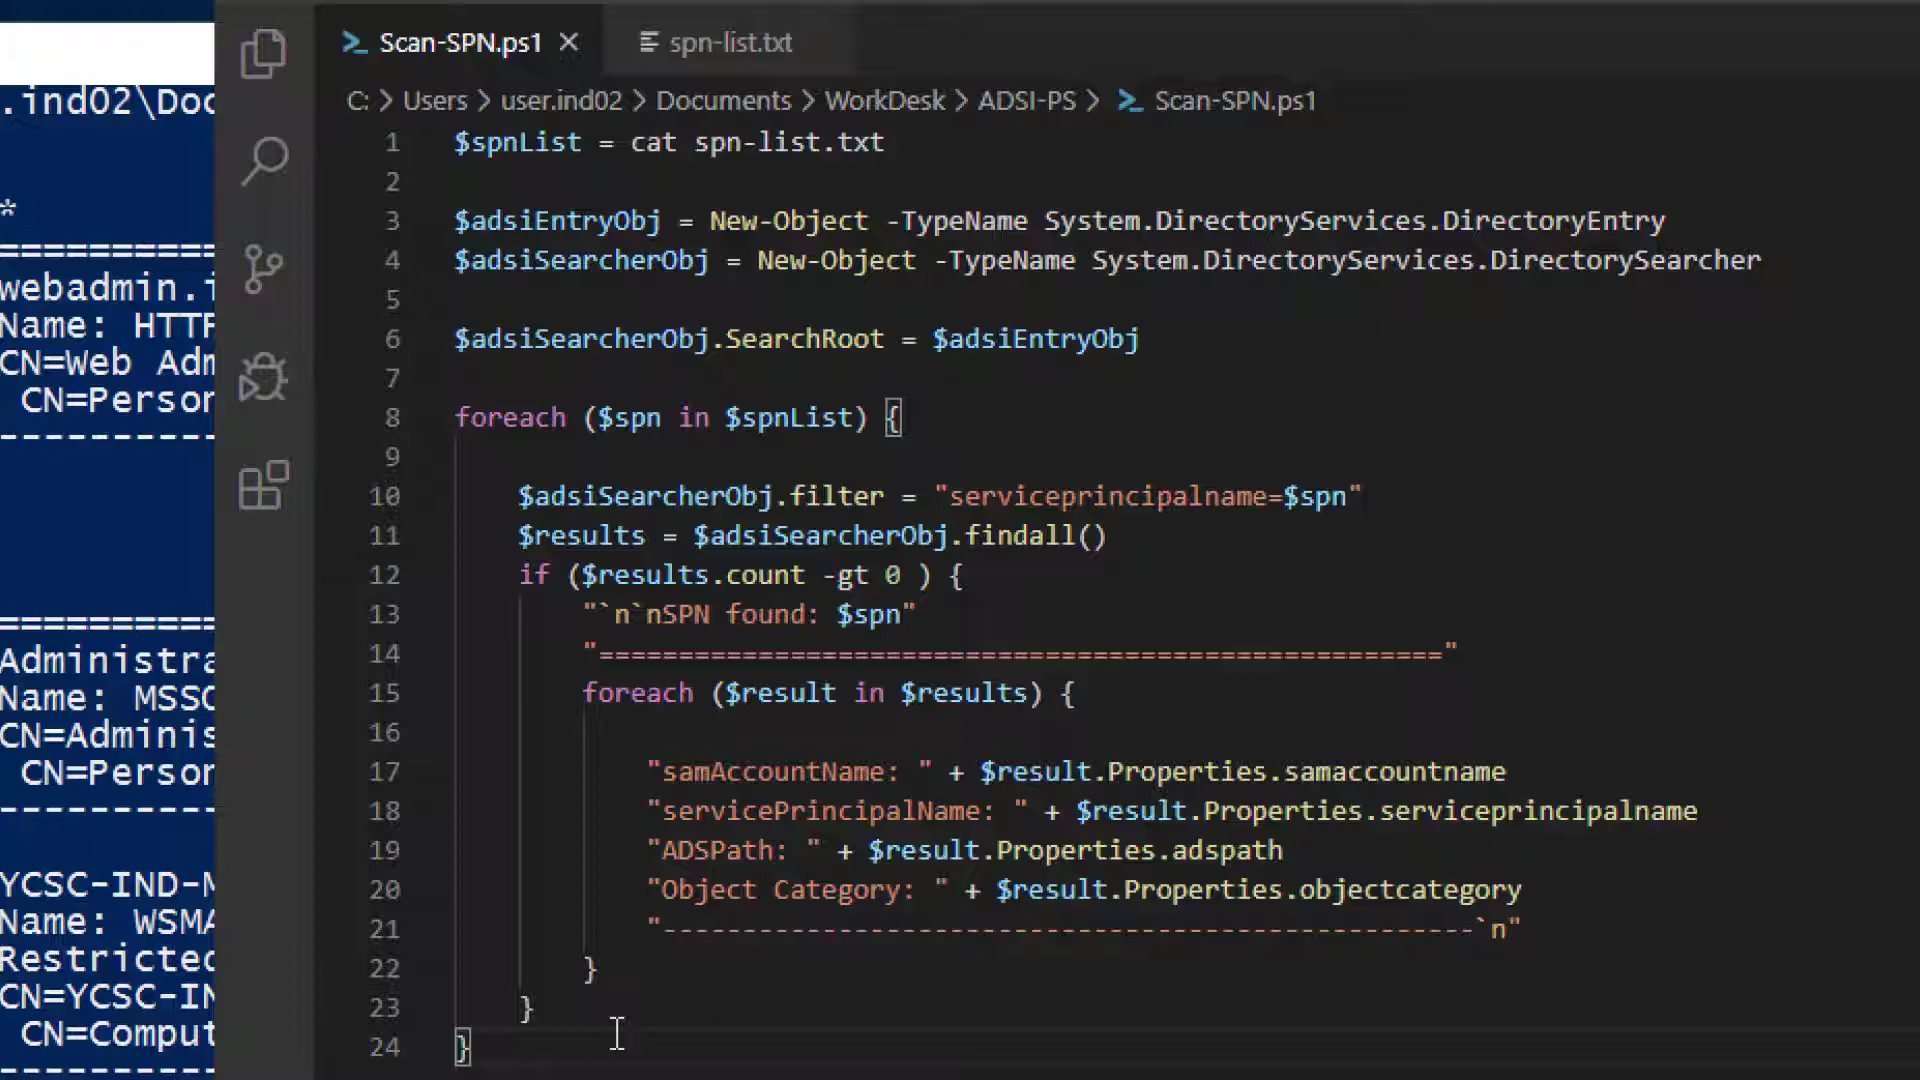 .ind02\Doc
*
==========
webadmin.i
Name: HTTP
CN=Web Adm
CN=Person
----------
==========
Administra
Name: MSSQ
CN=Adminis
CN=Person
----------
YCSC-IND-M
Name: WSMA
Restricted
CN=YCSC-IN
CN=Comput
----------
Scan-SPN.ps1 spn-list.txt
C: > Users > user.ind02 > Documents > WorkDesk > ADSI-PS > Scan-SPN.ps1
1 $spnList = cat spn-list.txt
2
3 $adsiEntryObj = New-Object -TypeName System.DirectoryServices.DirectoryEntry
4 $adsiSearcherObj = New-Object -TypeName System.DirectoryServices.DirectorySearcher
5
6 $adsiSearcherObj.SearchRoot = $adsiEntryObj
7
8 foreach ($spn in $spnList) {
9
10 $adsiSearcherObj.filter = "serviceprincipalname=$spn"
11 $results = $adsiSearcherObj.findall()
12 if ($results.count -gt 0 ) {
13 "`n`nSPN found: $spn"
14 "====================================================="
15 foreach ($result in $results) {
16
17 "samAccountName: " + $result.Properties.samaccountname
18 "servicePrincipalName: " + $result.Properties.serviceprincipalname
19 "ADSPath: " + $result.Properties.adspath
20 "Object Category: " + $result.Properties.objectcategory
21 "---------------------------------------------------`n"
22 }
23 }
24 }